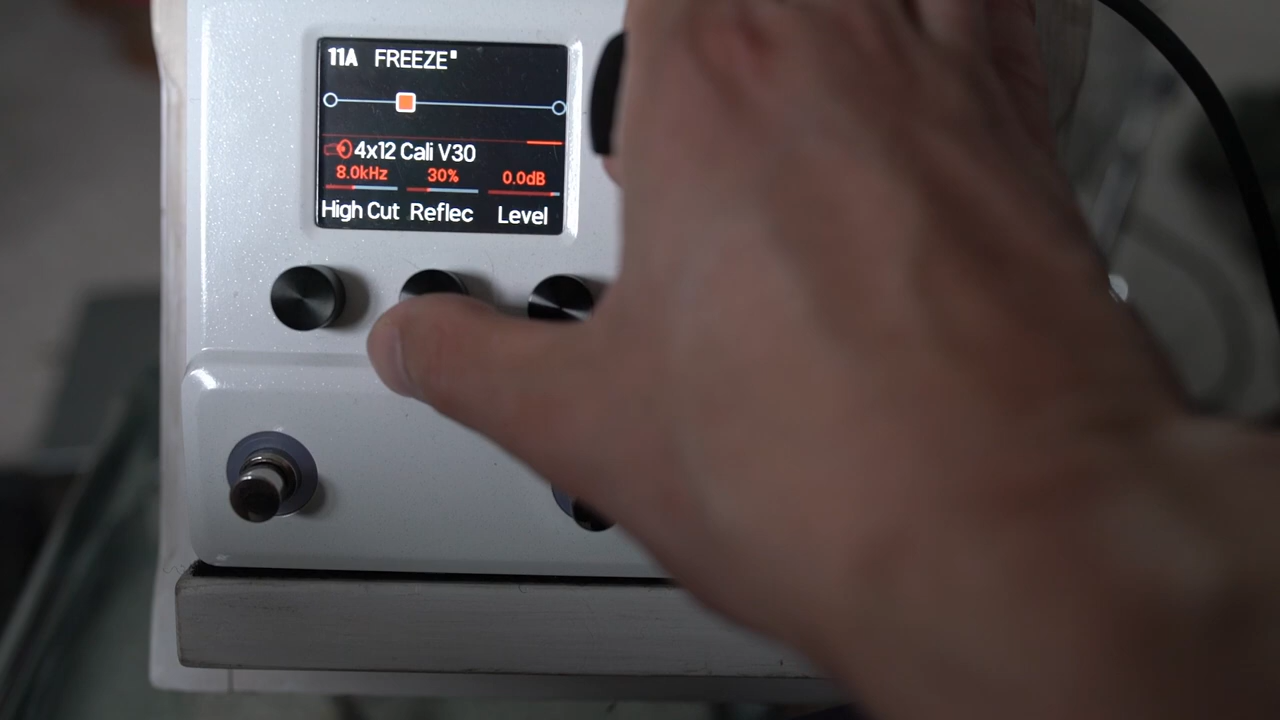 11A FREEZE
4x12 Cali V30
8.0kHz 30% 0.0dB
High Cut Reflec Level